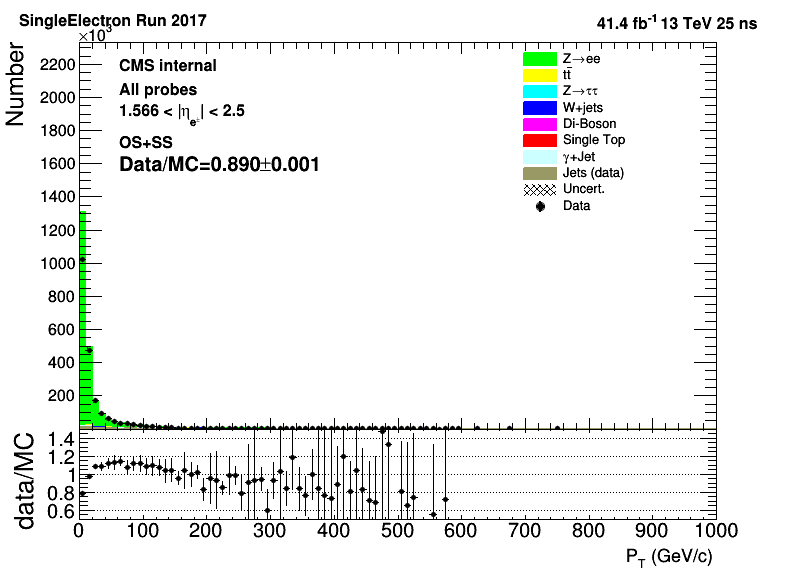 SingleElectron Run 2017
41.4 fb⁻¹ 13 TeV 25 ns
×10³
Number
CMS internal
All probes
1.566 < |η_e±| < 2.5
OS+SS
Data/MC=0.890±0.001
Z→ee
tt̄
Z→ττ
W+jets
Di-Boson
Single Top
γ+Jet
Jets (data)
Uncert.
Data
2200
2000
1800
1600
1400
1200
1000
800
600
400
200
data/MC
1.4
1.2
1
0.8
0.6
0 100 200 300 400 500 600 700 800 900 1000
P_T (GeV/c)